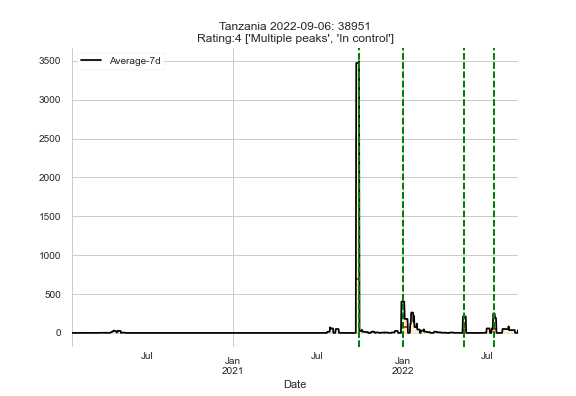 Tanzania 2022-09-06: 38951
Rating:4 ['Multiple peaks', 'In control']
Average-7d
3500
3000
2500
2000
1500
1000
500
0
Jul
Jan
2021
Jul
Jan
2022
Jul
Date